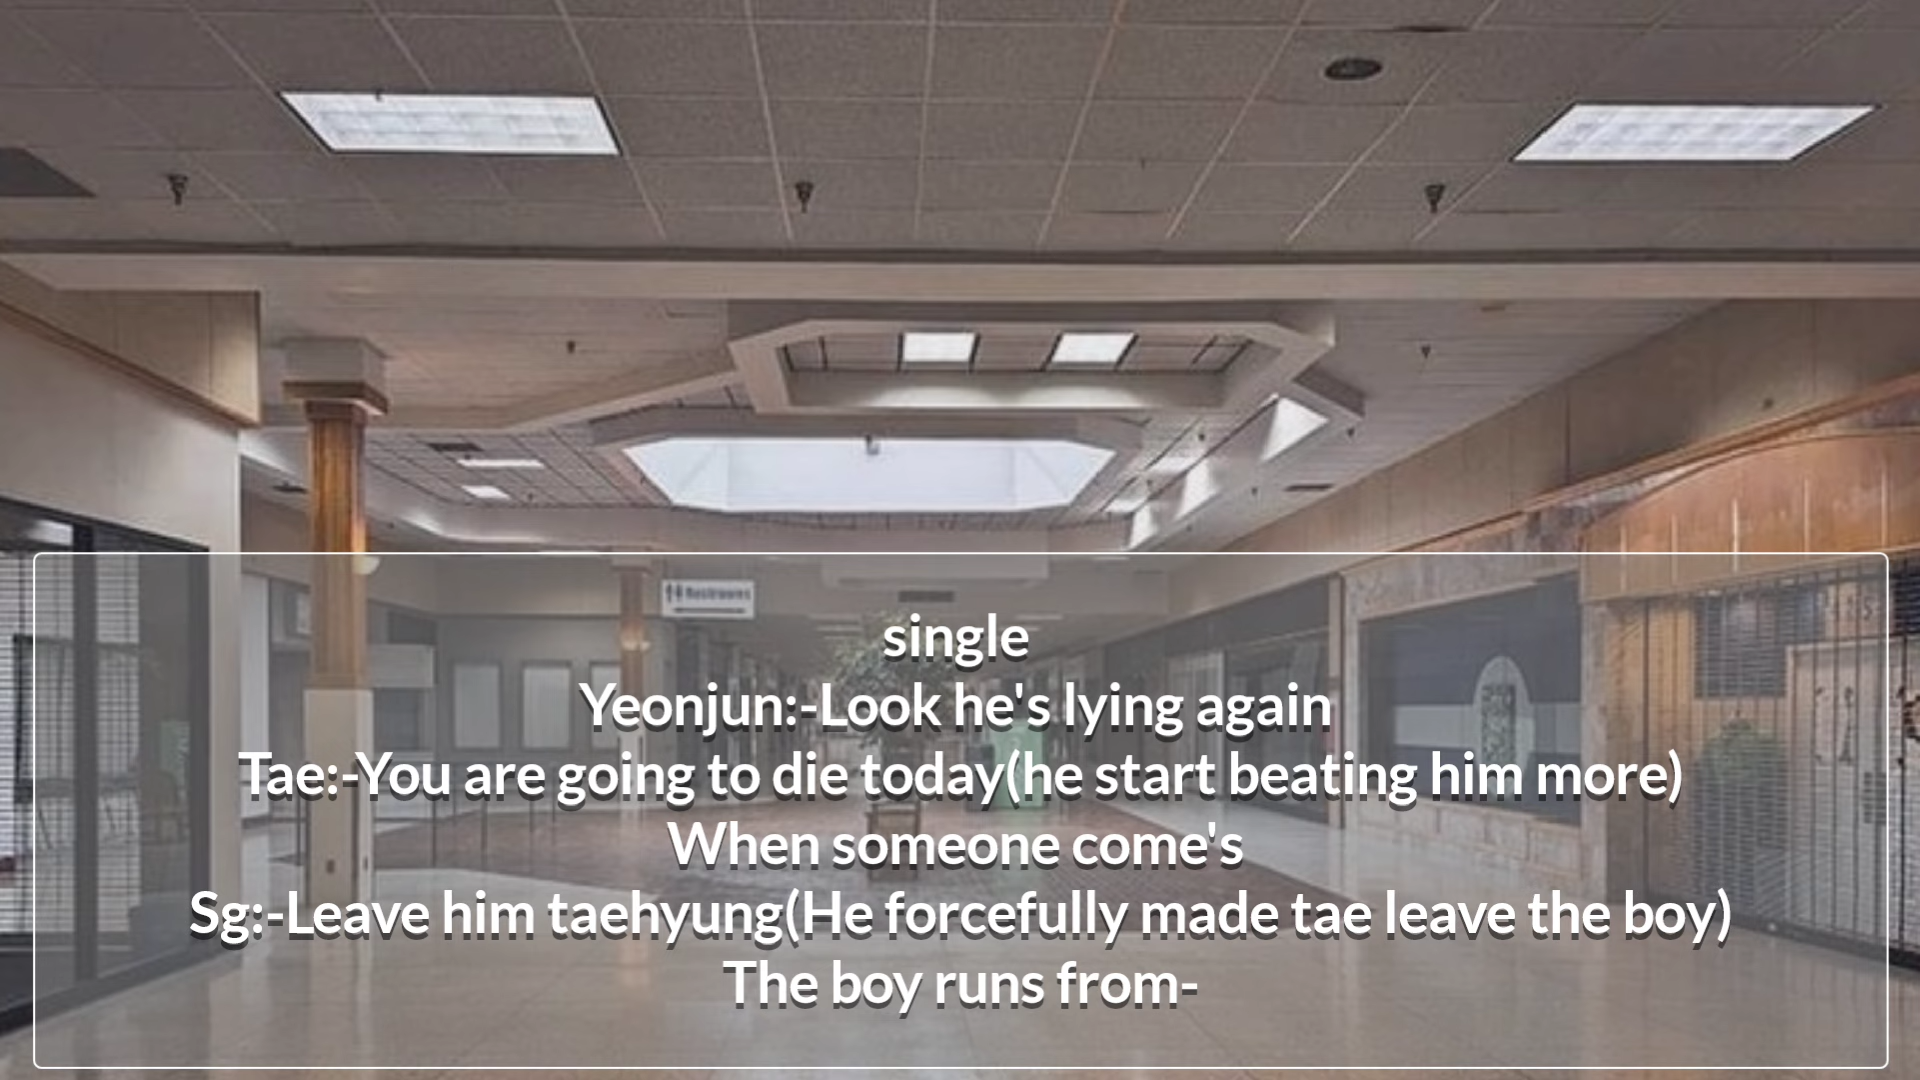 Restrooms
single
Yeonjun:-Look he's lying again
Tae:-You are going to die today(he start beating him more)
When someone come's
Sg:-Leave him taehyung(He forcefully made tae leave the boy)
The boy runs from-